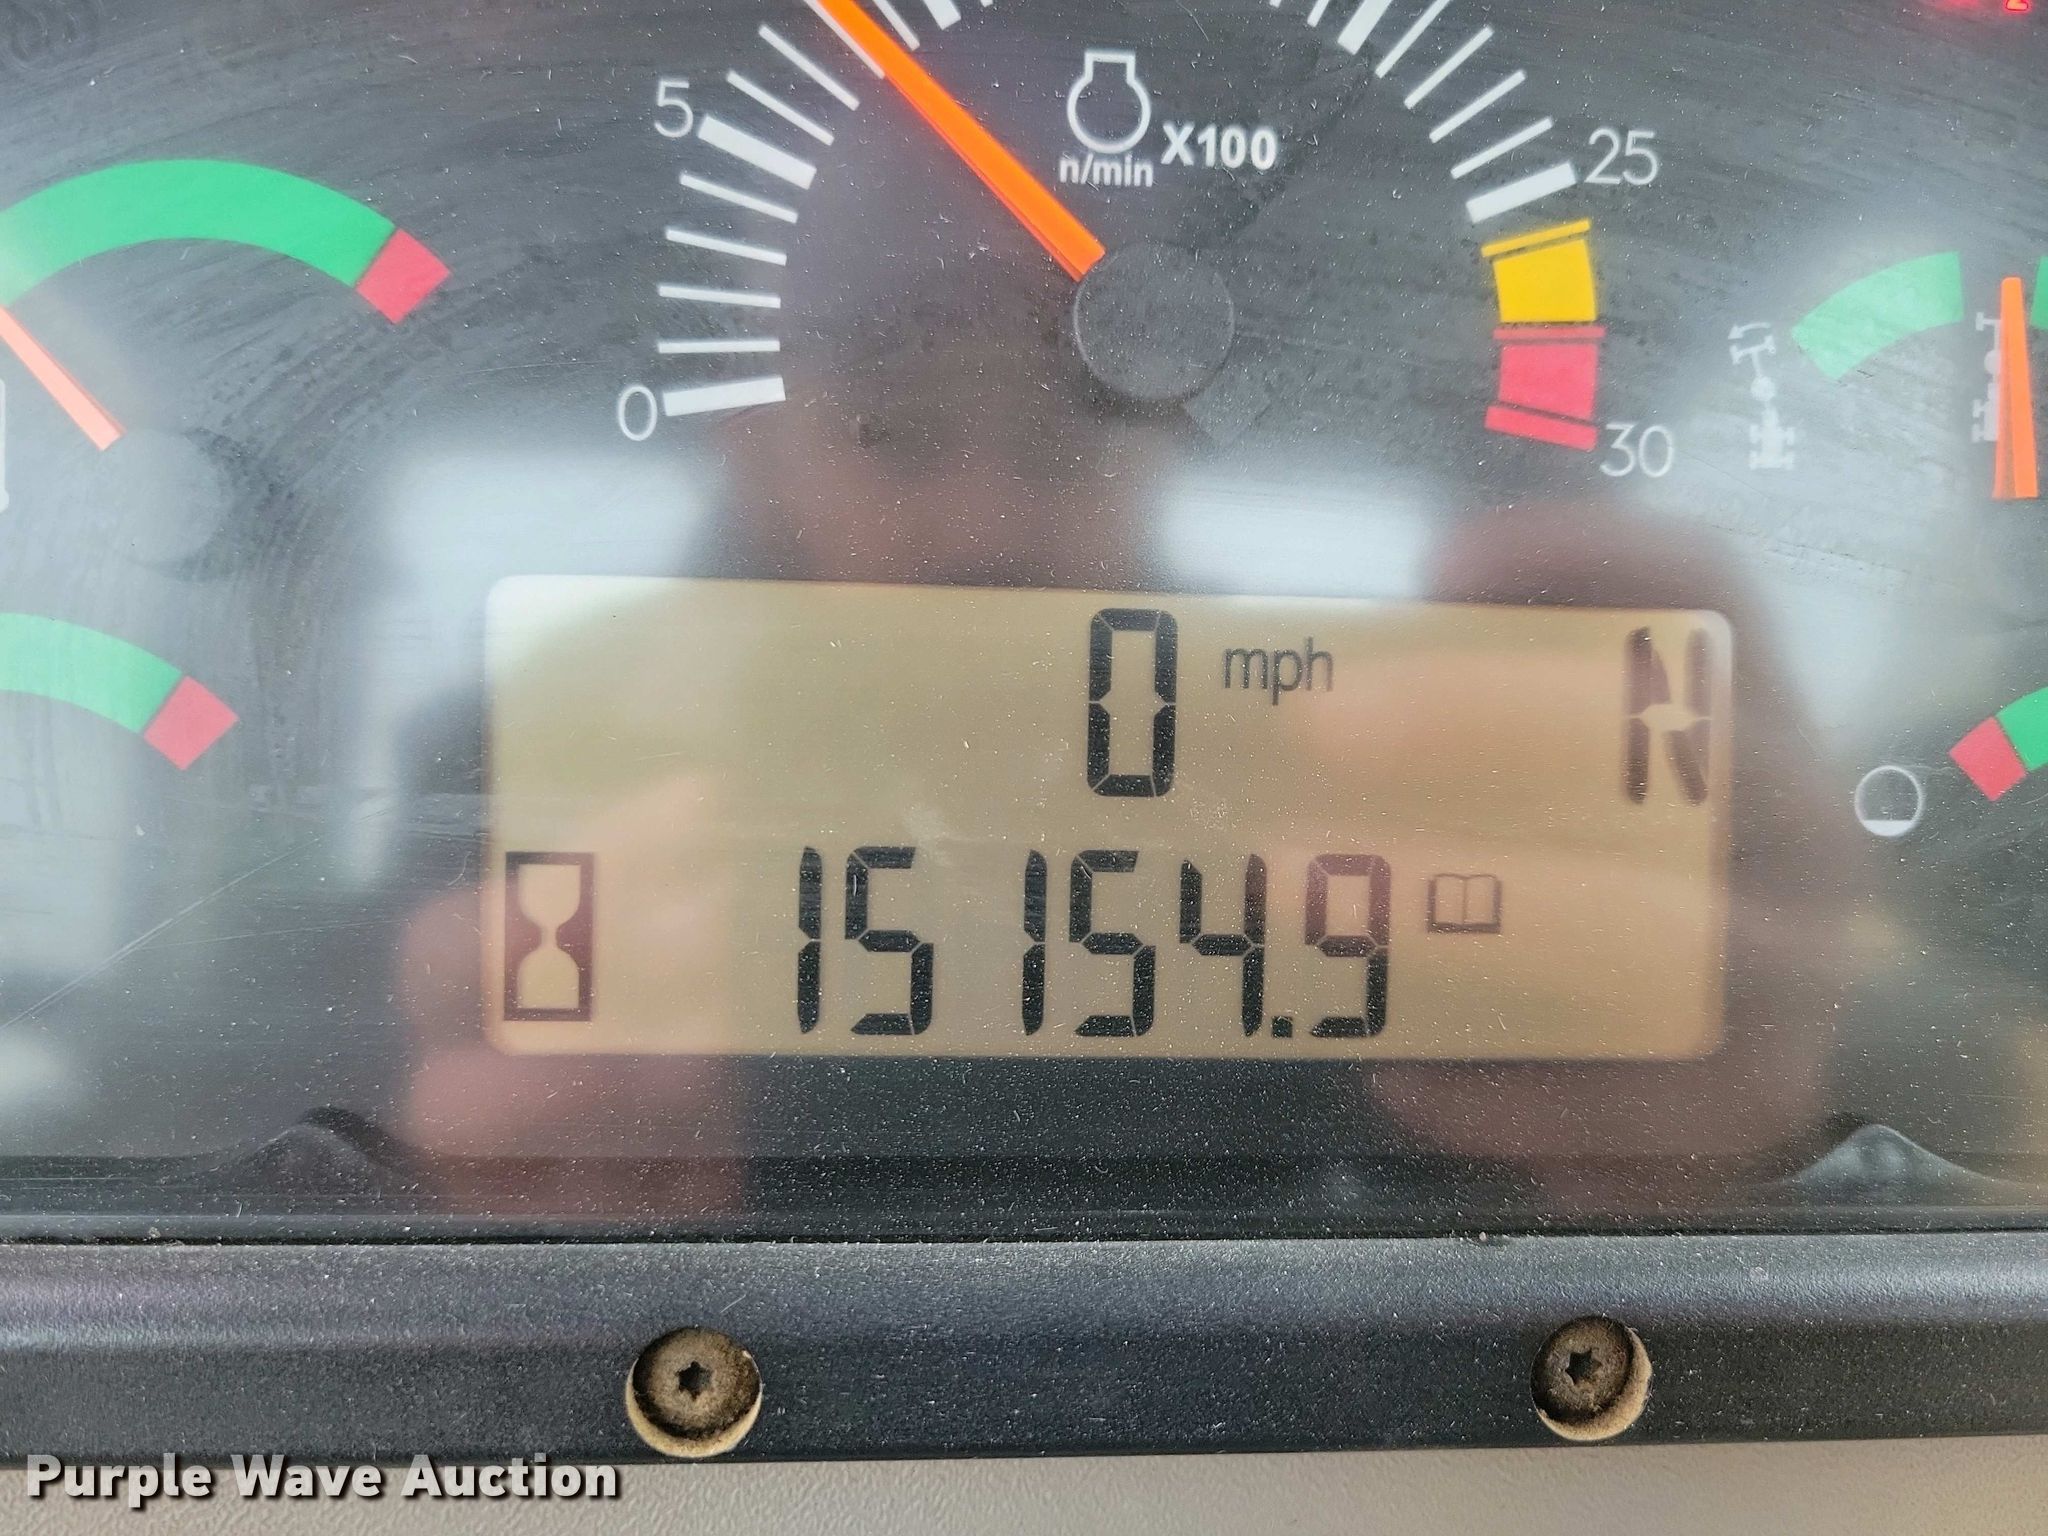 5
n/min X100
25
0
30
0 mph N
15154.9
Purple Wave Auction